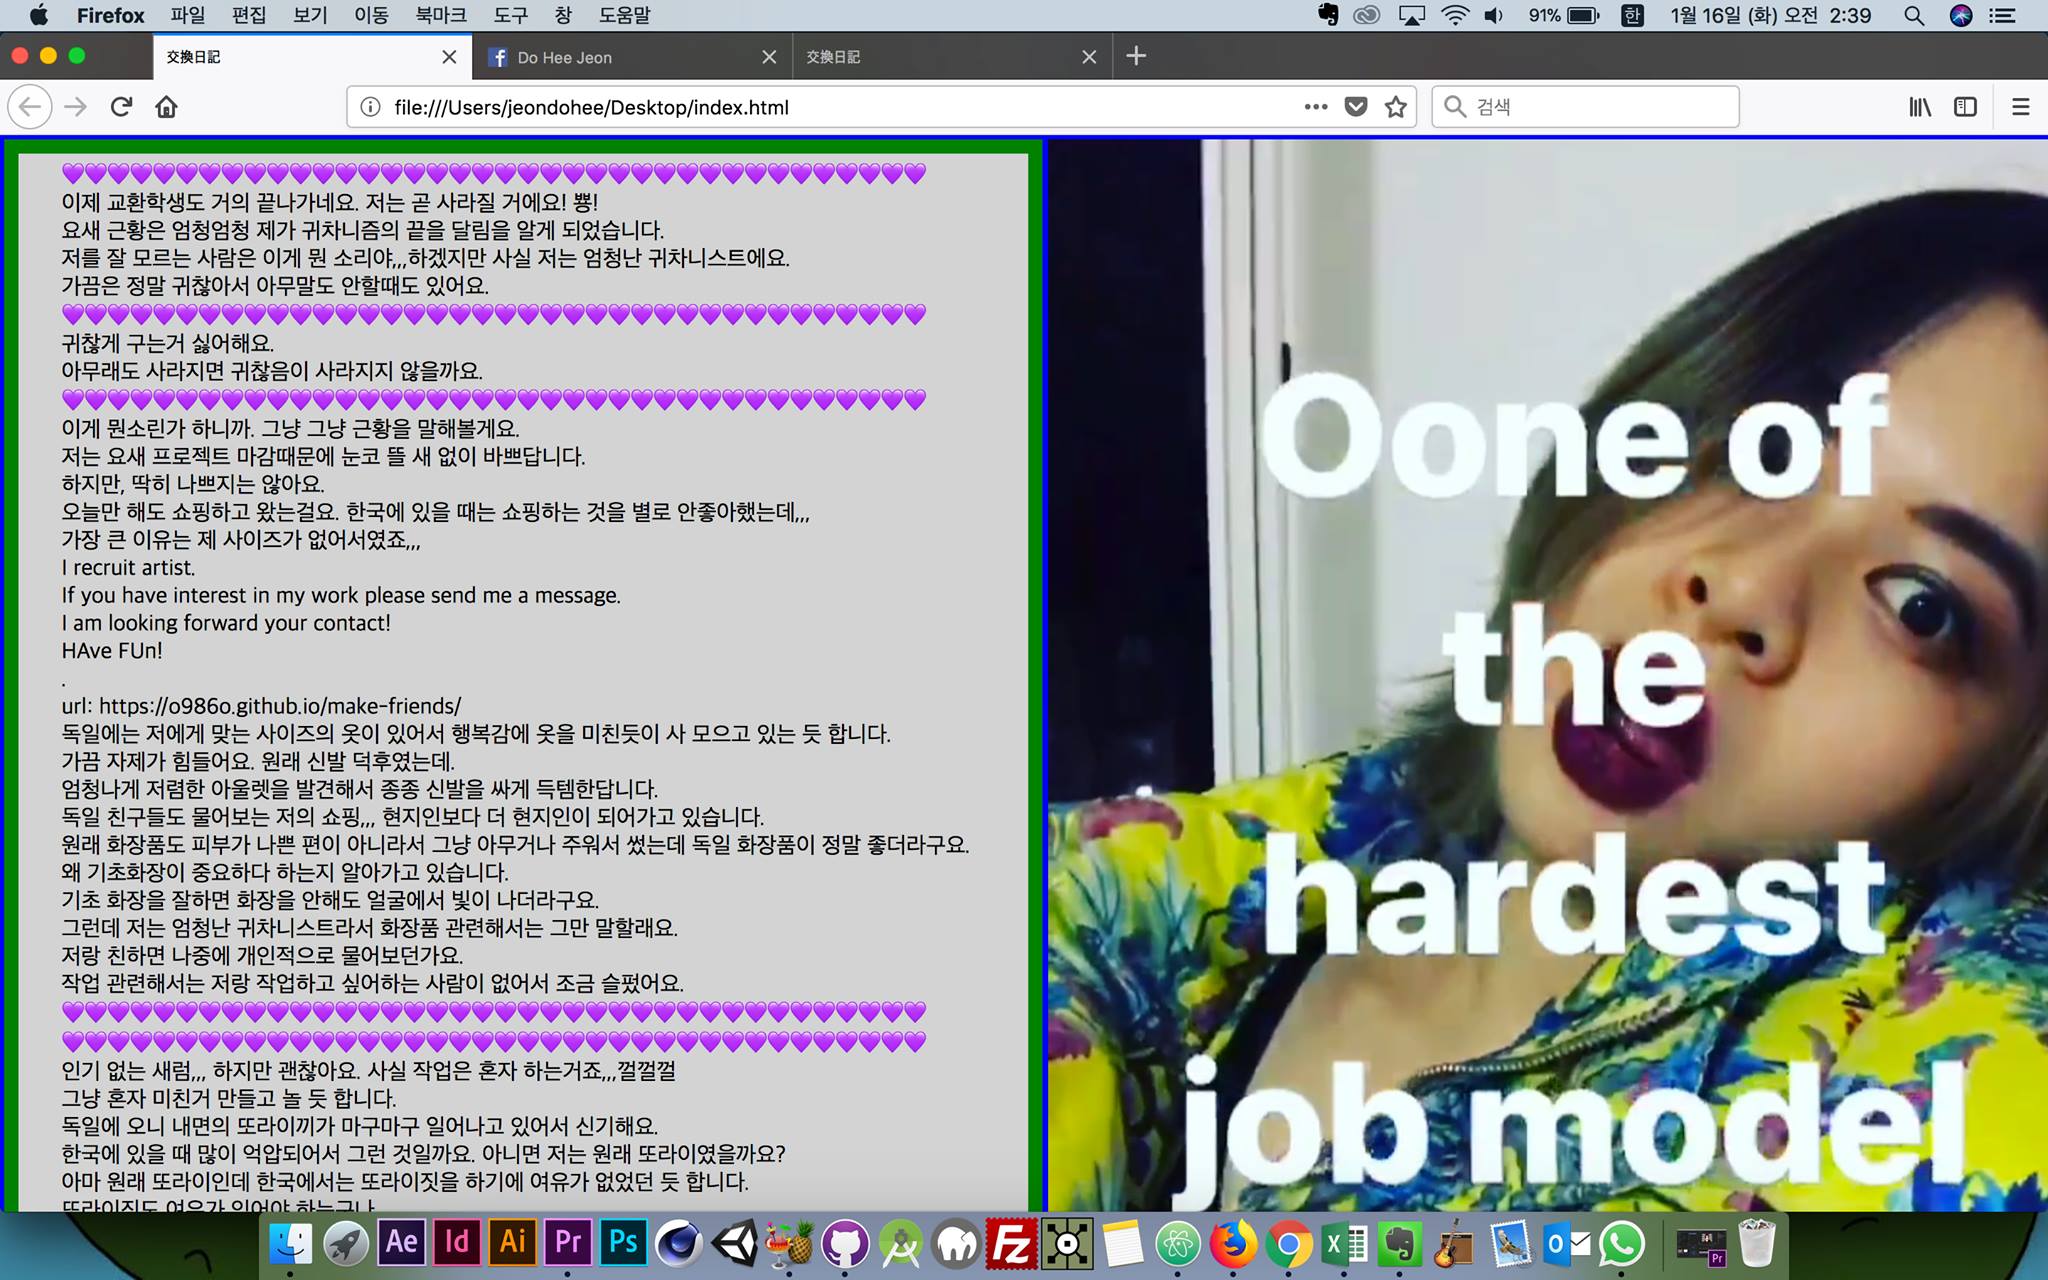 Firefox 파일 편집 보기 이동 북마크 도구 창 도움말 91% 한 1월 16일 (화) 오전 2:39
交換日記 Do Hee Jeon 交換日記
file:///Users/jeondohee/Desktop/index.html 검색
💜💜💜💜💜💜💜💜💜💜💜💜💜💜💜💜💜💜💜💜💜💜💜💜💜💜💜💜💜💜💜💜💜💜💜💜💜💜
이제 교환학생도 거의 끝나가네요. 저는 곧 사라질 거에요! 뿅!
요새 근황은 엄청엄청 제가 귀차니즘의 끝을 달림을 알게 되었습니다.
저를 잘 모르는 사람은 이게 뭔 소리야,,,하겠지만 사실 저는 엄청난 귀차니스트에요.
가끔은 정말 귀찮아서 아무말도 안할때도 있어요.
💜💜💜💜💜💜💜💜💜💜💜💜💜💜💜💜💜💜💜💜💜💜💜💜💜💜💜💜💜💜💜💜💜💜💜💜💜💜
귀찮게 구는거 싫어해요.
아무래도 사라지면 귀찮음이 사라지지 않을까요.
💜💜💜💜💜💜💜💜💜💜💜💜💜💜💜💜💜💜💜💜💜💜💜💜💜💜💜💜💜💜💜💜💜💜💜💜💜💜
이게 뭔소린가 하니까. 그냥 그냥 근황을 말해볼게요.
저는 요새 프로젝트 마감때문에 눈코 뜰 새 없이 바쁘답니다.
하지만, 딱히 나쁘지는 않아요.
오늘만 해도 쇼핑하고 왔는걸요. 한국에 있을 때는 쇼핑하는 것을 별로 안좋아했는데,,,
가장 큰 이유는 제 사이즈가 없어서였죠,,,
I recruit artist.
If you have interest in my work please send me a message.
I am looking forward your contact!
HAve FUn!
.
url: https://o986o.github.io/make-friends/
독일에는 저에게 맞는 사이즈의 옷이 있어서 행복감에 옷을 미친듯이 사 모으고 있는 듯 합니다.
가끔 자제가 힘들어요. 원래 신발 덕후였는데.
엄청나게 저렴한 아울렛을 발견해서 종종 신발을 싸게 득템한답니다.
독일 친구들도 물어보는 저의 쇼핑,,, 현지인보다 더 현지인이 되어가고 있습니다.
원래 화장품도 피부가 나쁜 편이 아니라서 그냥 아무거나 주워서 썼는데 독일 화장품이 정말 좋더라구요.
왜 기초화장이 중요하다 하는지 알아가고 있습니다.
기초 화장을 잘하면 화장을 안해도 얼굴에서 빛이 나더라구요.
그런데 저는 엄청난 귀차니스트라서 화장품 관련해서는 그만 말할래요.
저랑 친하면 나중에 개인적으로 물어보던가요.
작업 관련해서는 저랑 작업하고 싶어하는 사람이 없어서 조금 슬펐어요.
💜💜💜💜💜💜💜💜💜💜💜💜💜💜💜💜💜💜💜💜💜💜💜💜💜💜💜💜💜💜💜💜💜💜💜💜💜💜
💜💜💜💜💜💜💜💜💜💜💜💜💜💜💜💜💜💜💜💜💜💜💜💜💜💜💜💜💜💜💜💜💜💜💜💜💜💜
인기 없는 새럼,,, 하지만 괜찮아요. 사실 작업은 혼자 하는거죠,,,껄껄껄
그냥 혼자 미친거 만들고 놀 듯 합니다.
독일에 오니 내면의 또라이끼가 마구마구 일어나고 있어서 신기해요.
한국에 있을 때 많이 억압되어서 그런 것일까요. 아니면 저는 원래 또라이였을까요?
아마 원래 또라이인데 한국에서는 또라이짓을 하기에 여유가 없었던 듯 합니다.
또라이짓도 여유가 있어야 하는구나
Oone of
the
hardest
job model
Ae Id Ai Pr Ps Fz X O Pr